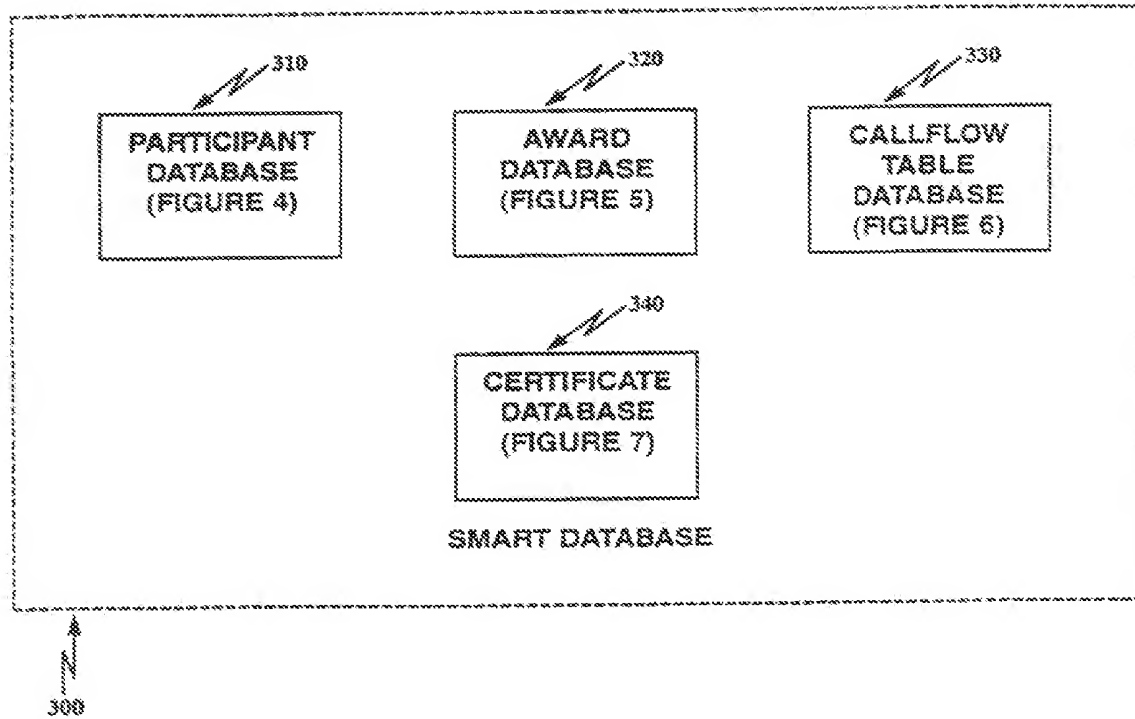 310
320
330
PARTICIPANT
DATABASE
(FIGURE 4)
AWARD
DATABASE
(FIGURE 5)
CALLFLOW
TABLE
DATABASE
(FIGURE 6)
340
CERTIFICATE
DATABASE
(FIGURE 7)
SMART DATABASE
300